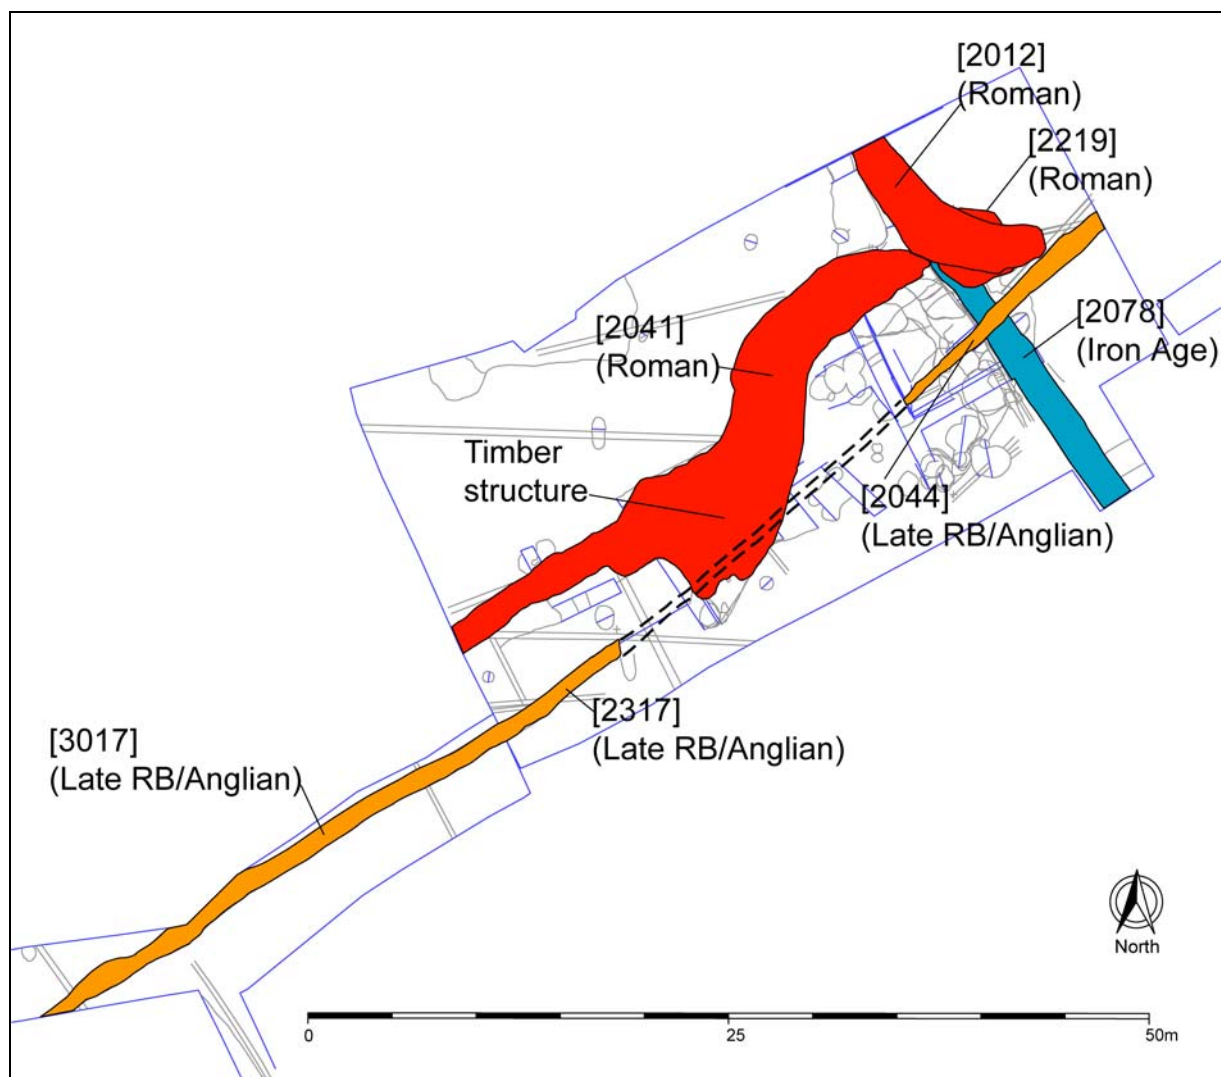 [2012]
(Roman)
[2219]
(Roman)
[2041]
(Roman)
[2078]
(Iron Age)
Timber
structure
[2044]
(Late RB/Anglian)
[2317]
(Late RB/Anglian)
[3017]
(Late RB/Anglian)
North
0
25
50m